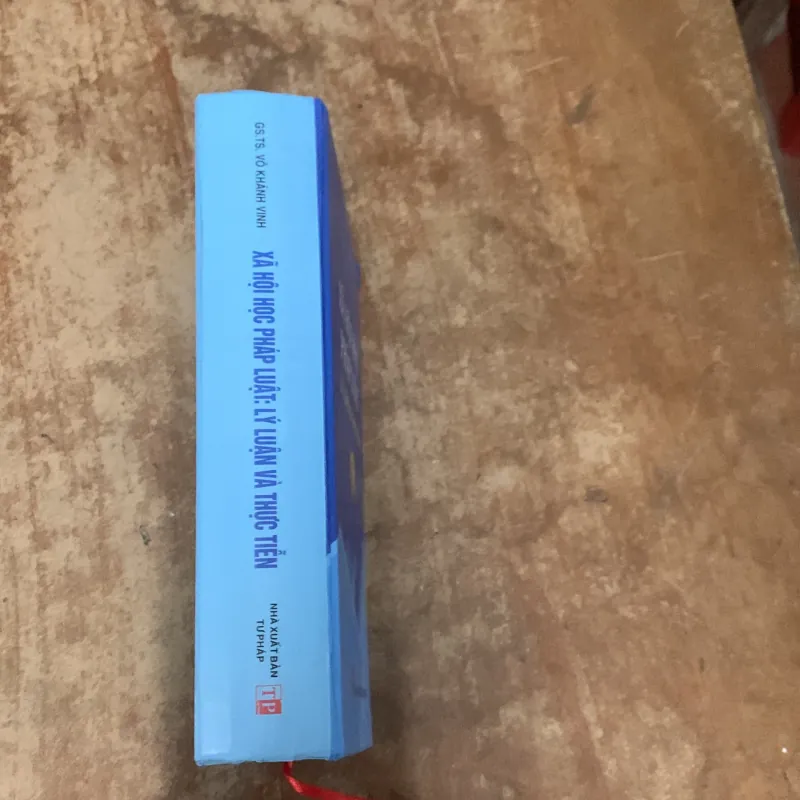 GS.TS. VÕ KHÁNH VINH
XÃ HỘI HỌC PHÁP LUẬT: LÝ LUẬN VÀ THỰC TIỄN
NHÀ XUẤT BẢN
TƯ PHÁP
TP